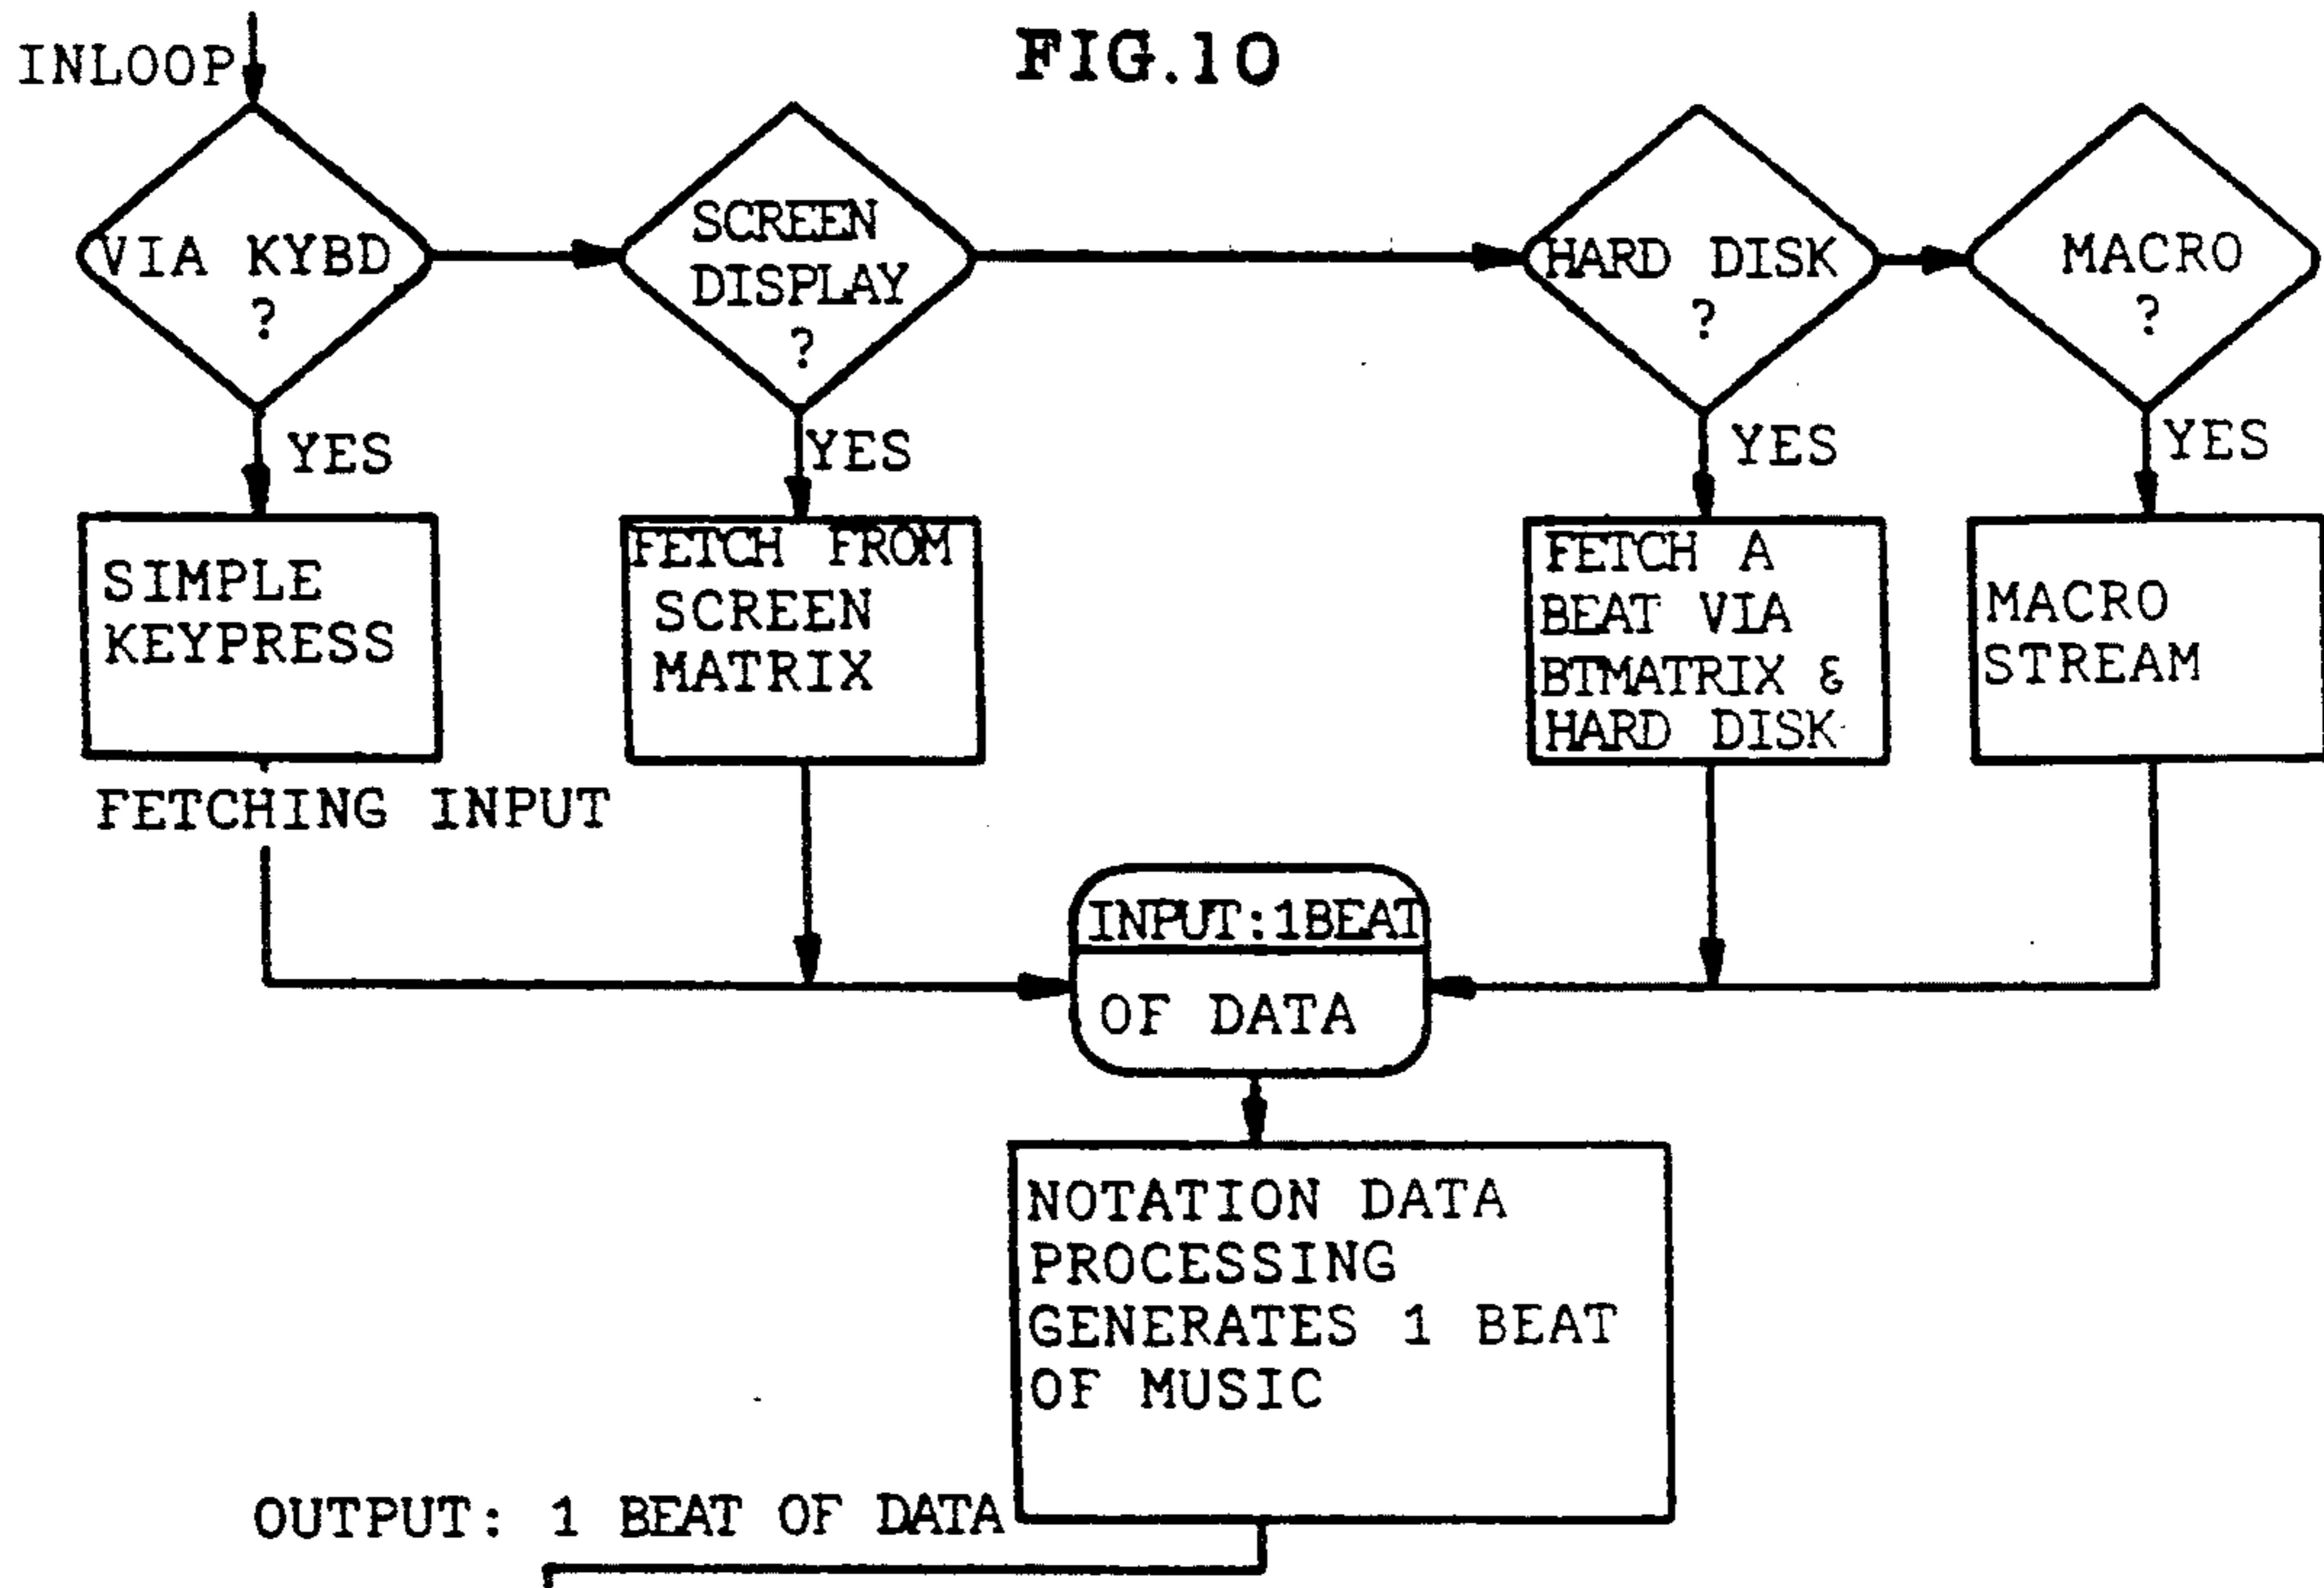 FIG.10
INLOOP
VIA KYBD
?
SCREEN
DISPLAY
?
HARD DISK
?
MACRO
?
YES
YES
YES
YES
SIMPLE
KEYPRESS
FETCH FROM
SCREEN
MATRIX
FETCH A
BEAT VIA
BTMATRIX &
HARD DISK
MACRO
STREAM
FETCHING INPUT
INPUT:1BEAT
OF DATA
NOTATION DATA
PROCESSING
GENERATES 1 BEAT
OF MUSIC
OUTPUT: 1 BEAT OF DATA